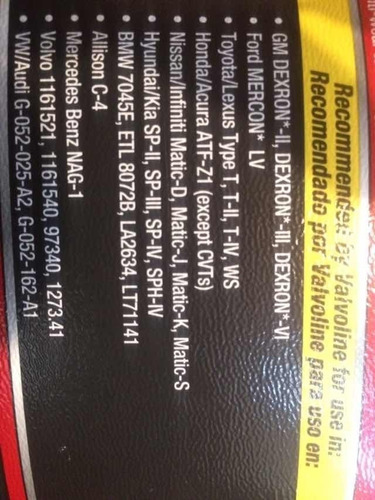 Recommended by Valvoline for use in:
Recomendado por Valvoline para uso en:
• GM DEXRON*-II, DEXRON*-III, DEXRON*-VI
• Ford MERCON* LV
• Toyota/Lexus Type T, T-II, T-IV, WS
• Honda/Acura ATF-Z1 (except CVTs)
• Nissan/Infiniti Matic-D, Matic-J, Matic-K, Matic-S
• Hyundai/Kia SP-II, SP-III, SP-IV, SPH-IV
• BMW 7045E, ETL 8072B, LA2634, LT71141
• Allison C-4
• Mercedes Benz NAG-1
• Volvo 1161521, 1161540, 97340, 1273.41
• VW/Audi G-052-025-A2, G-052-162-A1